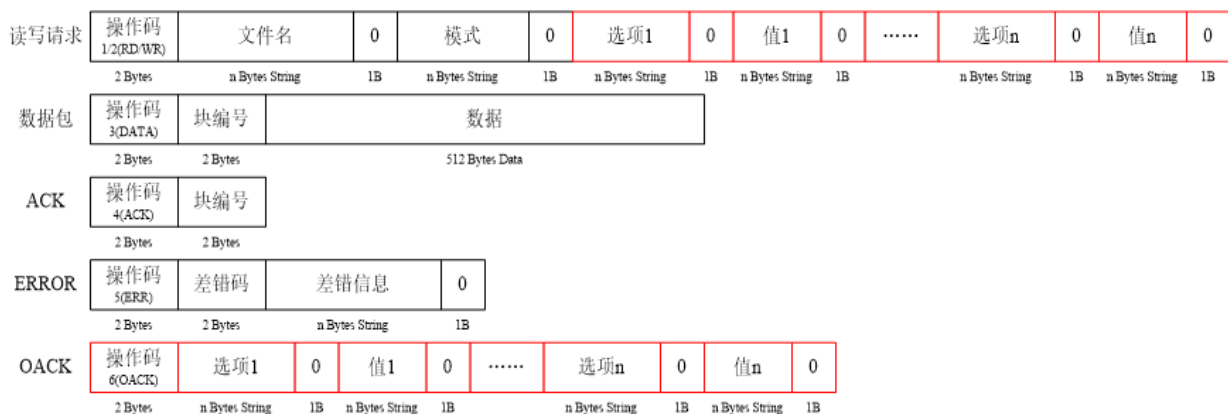 读写请求 操作码 文件名 0 模式 0 选项1 0 值1 0 …… 选项n 0 值n 0
1/2(RD/WR)
2 Bytes n Bytes String 1B n Bytes String 1B n Bytes String 1B n Bytes String 1B n Bytes String 1B n Bytes String 1B
数据包 操作码 块编号 数据
3(DATA)
2 Bytes 2 Bytes 512 Bytes Data
ACK 操作码 块编号
4(ACK)
2 Bytes 2 Bytes
ERROR 操作码 差错码 差错信息 0
5(ERR)
2 Bytes 2 Bytes n Bytes String 1B
OACK 操作码 选项1 0 值1 0 …… 选项n 0 值n 0
6(OACK)
2 Bytes n Bytes String 1B n Bytes String 1B n Bytes String 1B n Bytes String 1B